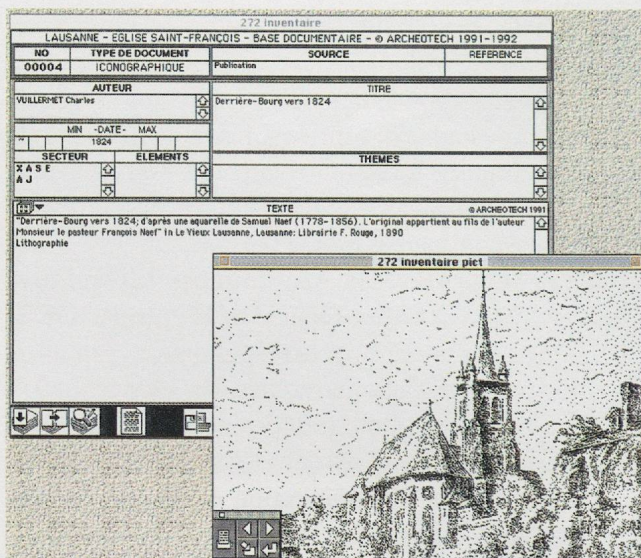 272 inventaire
LAUSANNE - EGLISE SAINT-FRANÇOIS - BASE DOCUMENTAIRE - © ARCHEOTECH 1991-1992
NO TYPE DE DOCUMENT SOURCE REFERENCE
00004 ICONOGRAPHIQUE Publication
AUTEUR TITRE
VUILLERMET Charles Derrière-Bourg vers 1824
MIN -DATE- MAX
~ 1824
SECTEUR ELEMENTS THEMES
X A S E
A J
TEXTE © ARCHEOTECH 1991
"Derrière-Bourg vers 1824; d'après une aquarelle de Samuel Naef (1778-1856). L'original appartient au fils de l'auteur
Monsieur le pasteur François Naef" in Le Vieux Lausanne, Lausanne: Librairie F. Rouge, 1890
Lithographie
272 inventaire pict